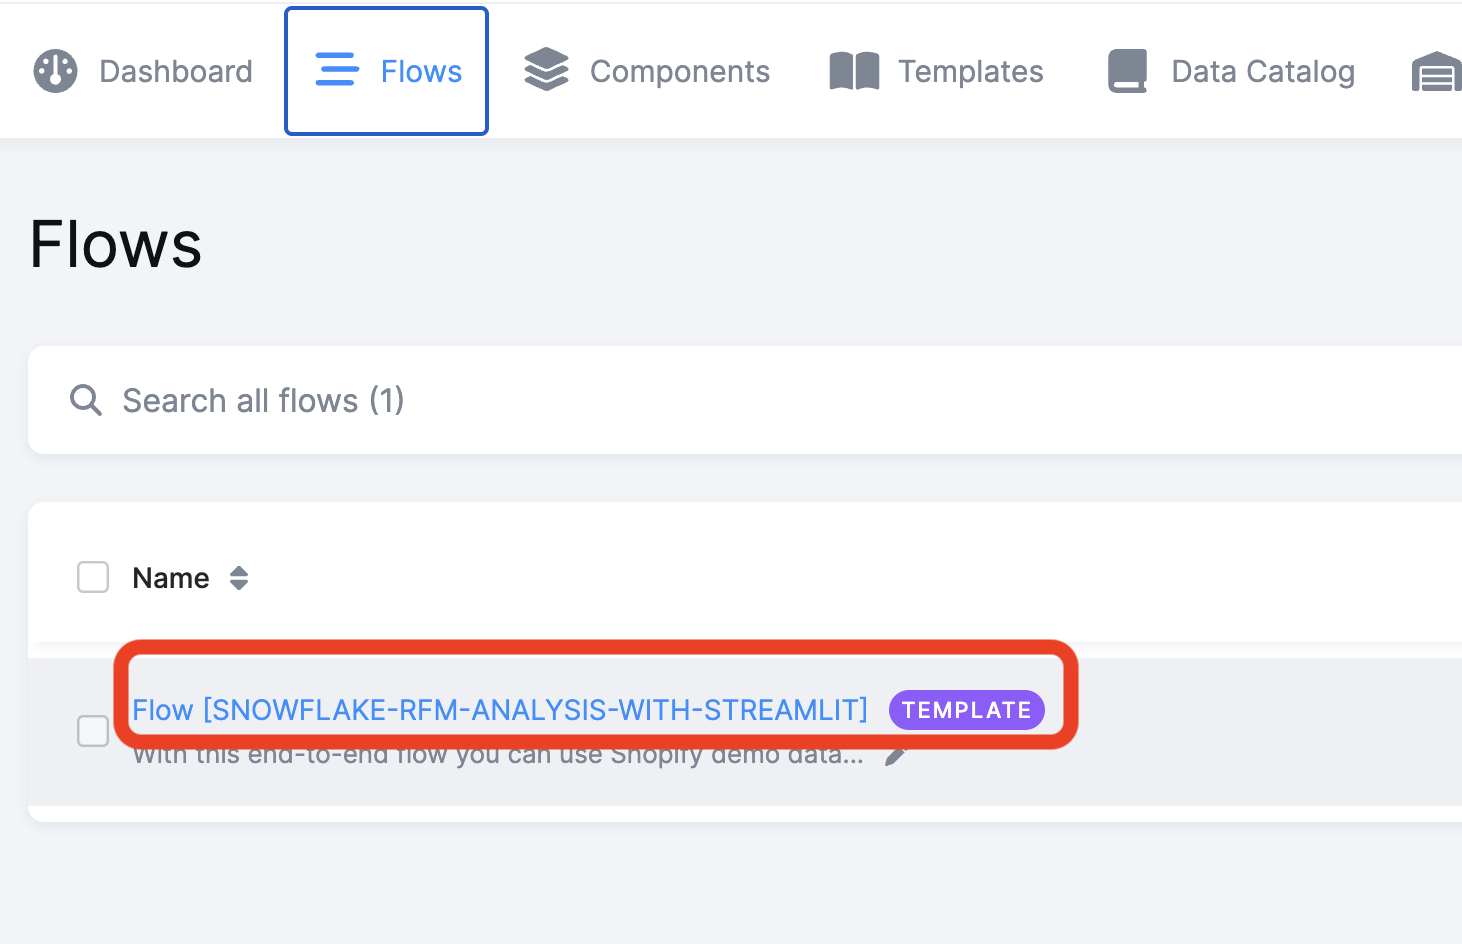 Dashboard Flows Components Templates Data Catalog
Flows
Search all flows (1)
Name
Flow [SNOWFLAKE-RFM-ANALYSIS-WITH-STREAMLIT] TEMPLATE
With this end-to-end flow you can use Shopify demo data...